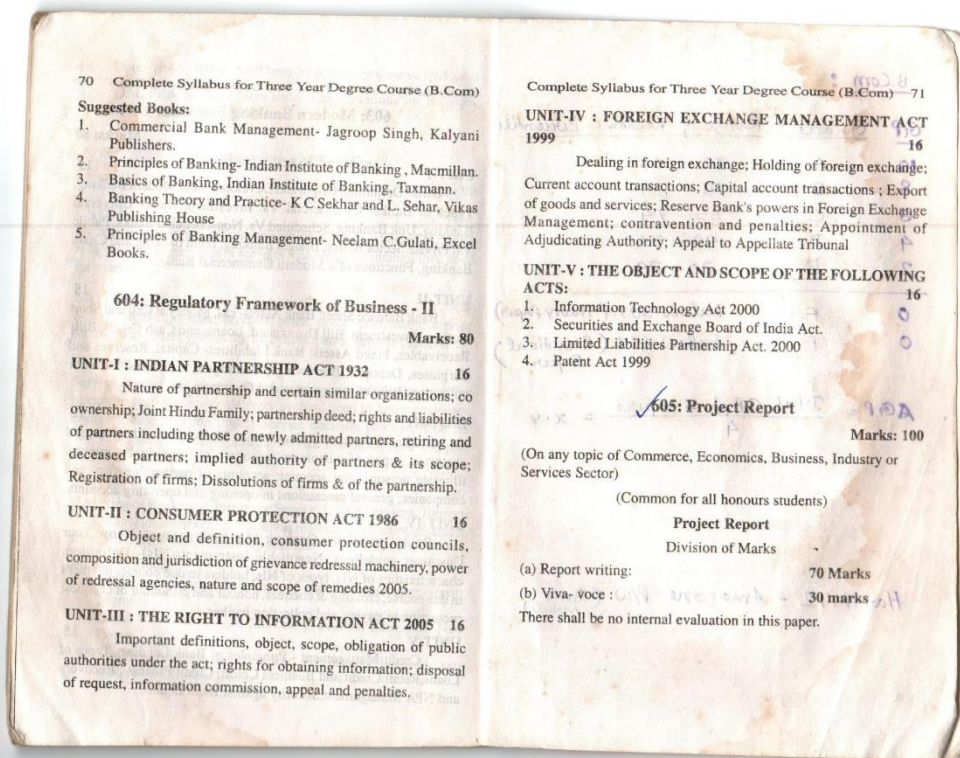 70 Complete Syllabus for Three Year Degree Course (B.Com)
Suggested Books:
1. Commercial Bank Management- Jagroop Singh, Kalyani
Publishers.
2. Principles of Banking- Indian Institute of Banking , Macmillan.
3. Basics of Banking, Indian Institute of Banking, Taxmann.
4. Banking Theory and Practice- K C Sekhar and L. Sehar, Vikas
Publishing House
5. Principles of Banking Management- Neelam C.Gulati, Excel
Books.
604: Regulatory Framework of Business - II
Marks: 80
UNIT-I : INDIAN PARTNERSHIP ACT 1932 16
Nature of partnership and certain similar organizations; co
ownership; Joint Hindu Family; partnership deed; rights and liabilities
of partners including those of newly admitted partners, retiring and
deceased partners; implied authority of partners & its scope;
Registration of firms; Dissolutions of firms & of the partnership.
UNIT-II : CONSUMER PROTECTION ACT 1986 16
Object and definition, consumer protection councils,
composition and jurisdiction of grievance redressal machinery, power
of redressal agencies, nature and scope of remedies 2005.
UNIT-III : THE RIGHT TO INFORMATION ACT 2005 16
Important definitions, object, scope, obligation of public
authorities under the act; rights for obtaining information; disposal
of request, information commission, appeal and penalties.
Complete Syllabus for Three Year Degree Course (B.Com) 71
UNIT-IV : FOREIGN EXCHANGE MANAGEMENT ACT
1999 16
Dealing in foreign exchange; Holding of foreign exchange;
Current account transactions; Capital account transactions ; Export
of goods and services; Reserve Bank's powers in Foreign Exchange
Management; contravention and penalties; Appointment of
Adjudicating Authority; Appeal to Appellate Tribunal
UNIT-V : THE OBJECT AND SCOPE OF THE FOLLOWING
ACTS: 16
1. Information Technology Act 2000
2. Securities and Exchange Board of India Act.
3. Limited Liabilities Partnership Act. 2000
4. Patent Act 1999
605: Project Report
Marks: 100
(On any topic of Commerce, Economics, Business, Industry or
Services Sector)
(Common for all honours students)
Project Report
Division of Marks
(a) Report writing: 70 Marks
(b) Viva- voce : 30 marks
There shall be no internal evaluation in this paper.